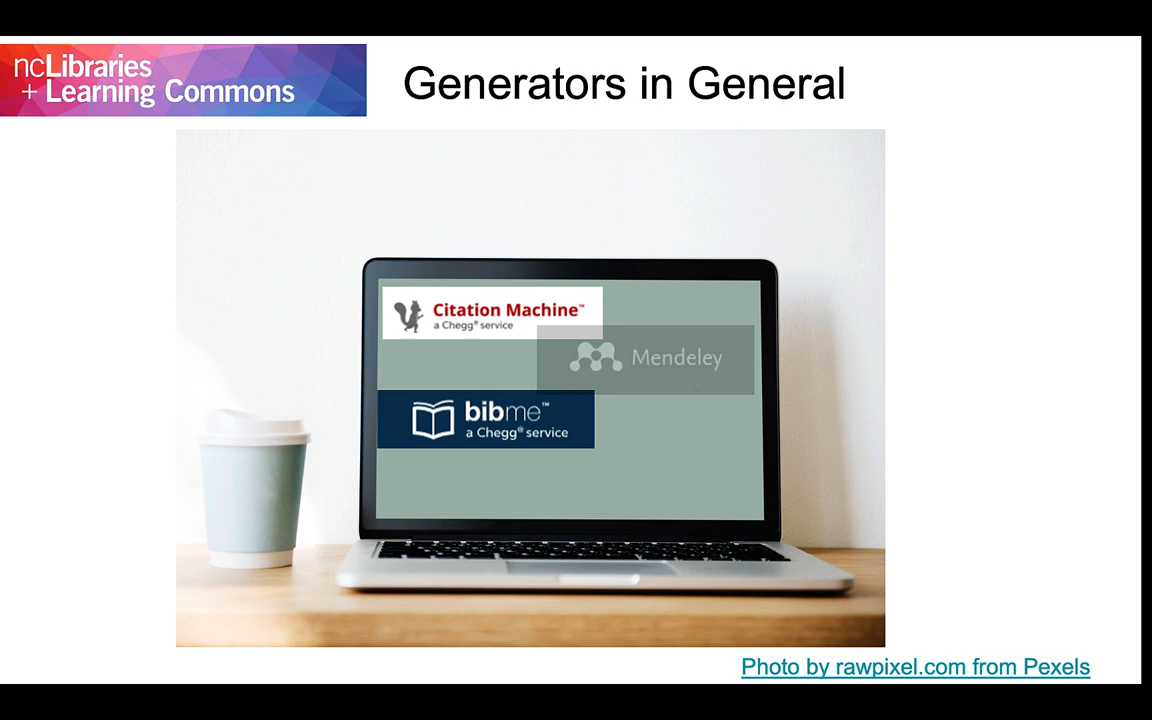 ncLibraries
+ Learning Commons
Generators in General
Citation Machine™
a Chegg® service
Mendeley
bibme™
a Chegg® service
Photo by rawpixel.com from Pexels